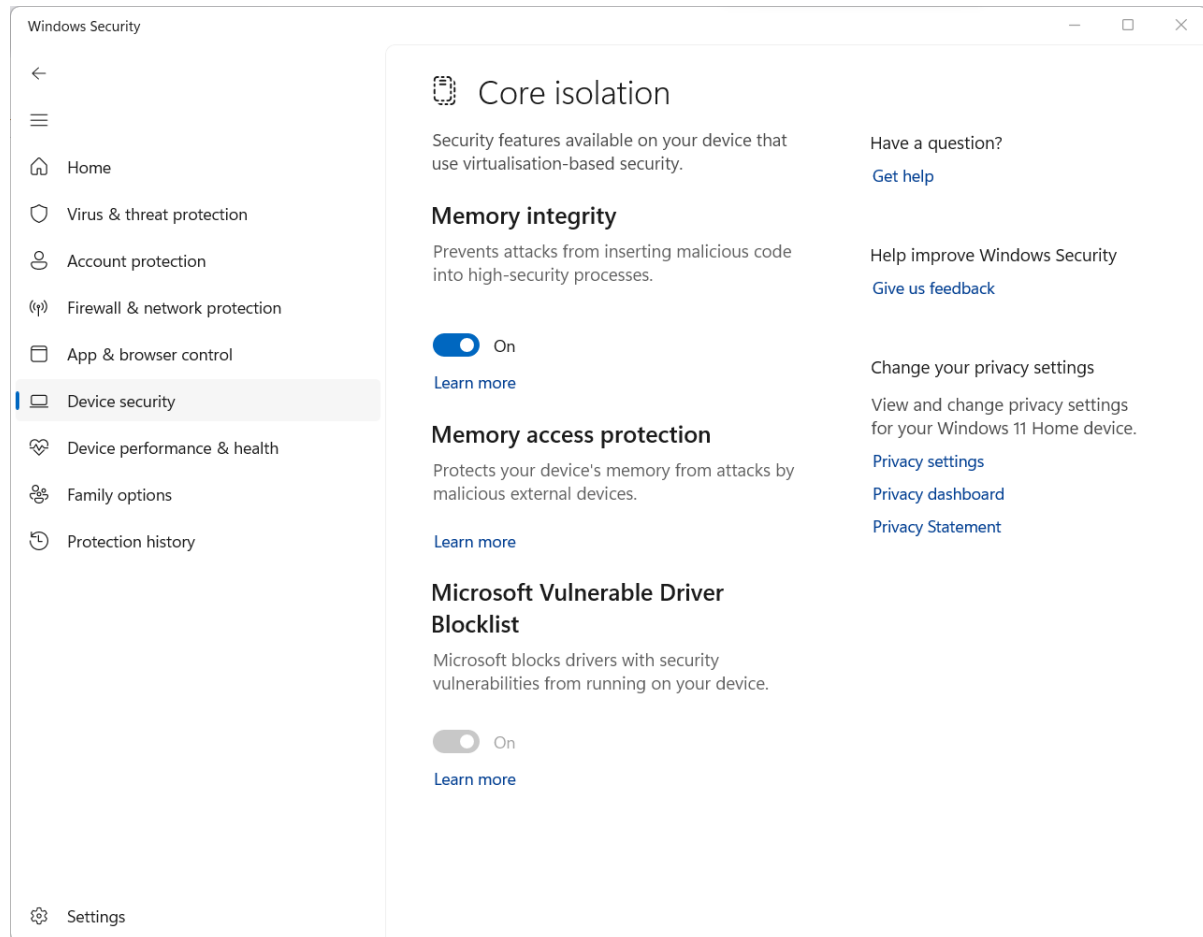 Windows Security
Home
Virus & threat protection
Account protection
Firewall & network protection
App & browser control
Device security
Device performance & health
Family options
Protection history
Settings
Core isolation
Security features available on your device that
use virtualisation-based security.
Memory integrity
Prevents attacks from inserting malicious code
into high-security processes.
On
Learn more
Memory access protection
Protects your device's memory from attacks by
malicious external devices.
Learn more
Microsoft Vulnerable Driver
Blocklist
Microsoft blocks drivers with security
vulnerabilities from running on your device.
On
Learn more
Have a question?
Get help
Help improve Windows Security
Give us feedback
Change your privacy settings
View and change privacy settings
for your Windows 11 Home device.
Privacy settings
Privacy dashboard
Privacy Statement